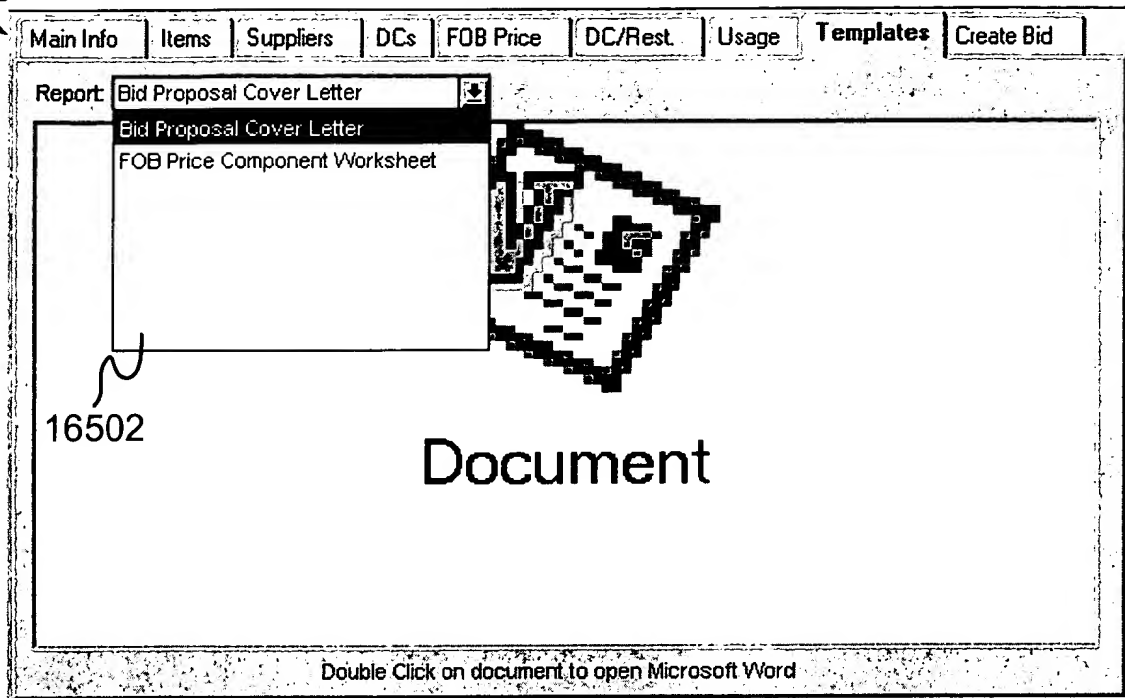 Main Info Items Suppliers DCs FOB Price DC/Rest. Usage Templates Create Bid
Report: Bid Proposal Cover Letter
Bid Proposal Cover Letter
FOB Price Component Worksheet
16502
Document
Double Click on document to open Microsoft Word